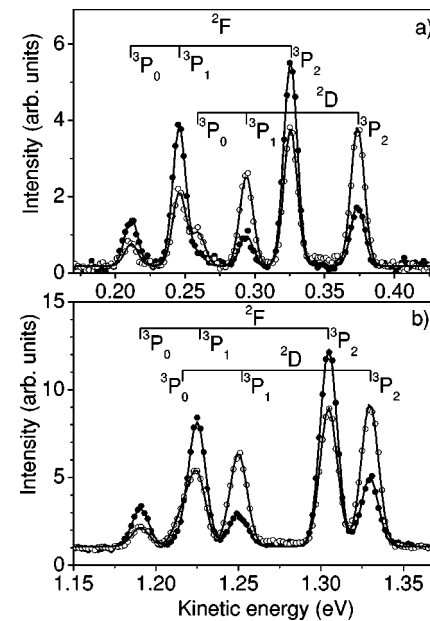 a)
²F
³P₀ ³P₁ ³P₂
²D
³P₀ ³P₁ ³P₂
Intensity (arb. units)
6
4
2
0
0.20 0.25 0.30 0.35 0.40
b)
²F
³P₀ ³P₁ ³P₂
²D
³P₀ ³P₁ ³P₂
Intensity (arb. units)
15
10
5
0
1.15 1.20 1.25 1.30 1.35
Kinetic energy (eV)